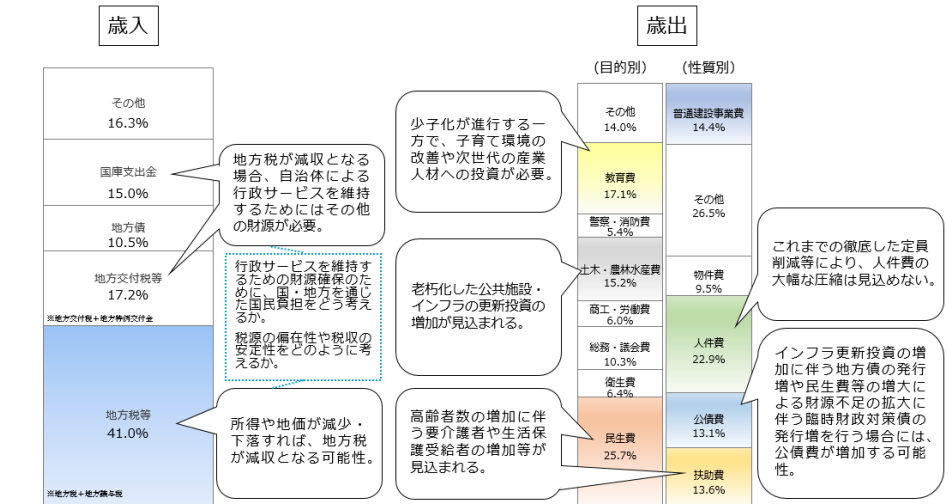 歳入
歳出
(目的別)
(性質別)
その他
16.3%
国庫支出金
15.0%
地方債
10.5%
地方交付税等
17.2%
※地方交付税+地方特例交付金
地方税等
41.0%
※地方税+地方譲与税
地方税が減収となる
場合、自治体による
行政サービスを維持
するためにはその他
の財源が必要。
行政サービスを維持す
るための財源確保のた
めに、国・地方を通じ
た国民負担をどう考え
るか。
税源の偏在性や税収の
安定性をどのように考
えるか。
所得や地価が減少・
下落すれば、地方税
が減収となる可能性。
少子化が進行する一
方で、子育て環境の
改善や次世代の産業
人材への投資が必要。
老朽化した公共施設・
インフラの更新投資の
増加が見込まれる。
高齢者数の増加に伴
う要介護者や生活保
護受給者の増加等が
見込まれる。
その他
14.0%
教育費
17.1%
警察・消防費
5.4%
土木・農林水産費
15.2%
商工・労働費
6.0%
総務・議会費
10.3%
衛生費
6.4%
民生費
25.7%
普通建設事業費
14.4%
その他
26.5%
物件費
9.5%
人件費
22.9%
公債費
13.1%
扶助費
13.6%
これまでの徹底した定員
削減等により、人件費の
大幅な圧縮は見込めない。
インフラ更新投資の増
加に伴う地方債の発行
増や民生費等の増大に
よる財源不足の拡大に
伴う臨時財政対策債の
発行増を行う場合には、
公債費が増加する可能
性。